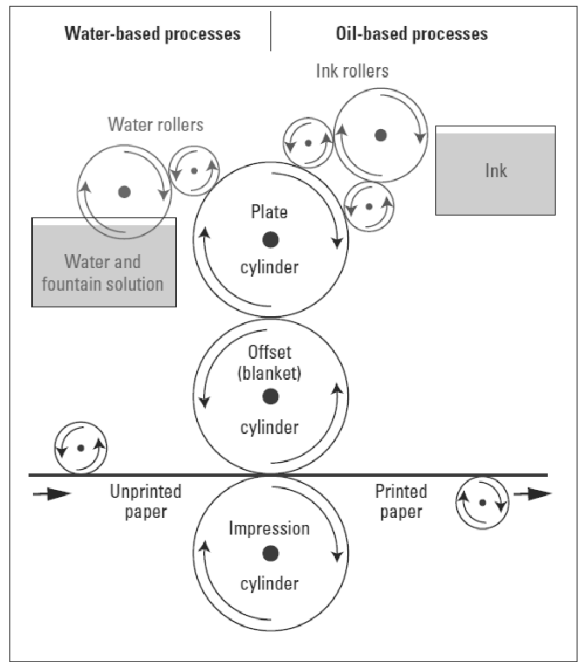 Water-based processes
Oil-based processes
Ink rollers
Water rollers
Ink
Plate
cylinder
Water and
fountain solution
Offset
(blanket)
cylinder
Unprinted
paper
Printed
paper
Impression
cylinder